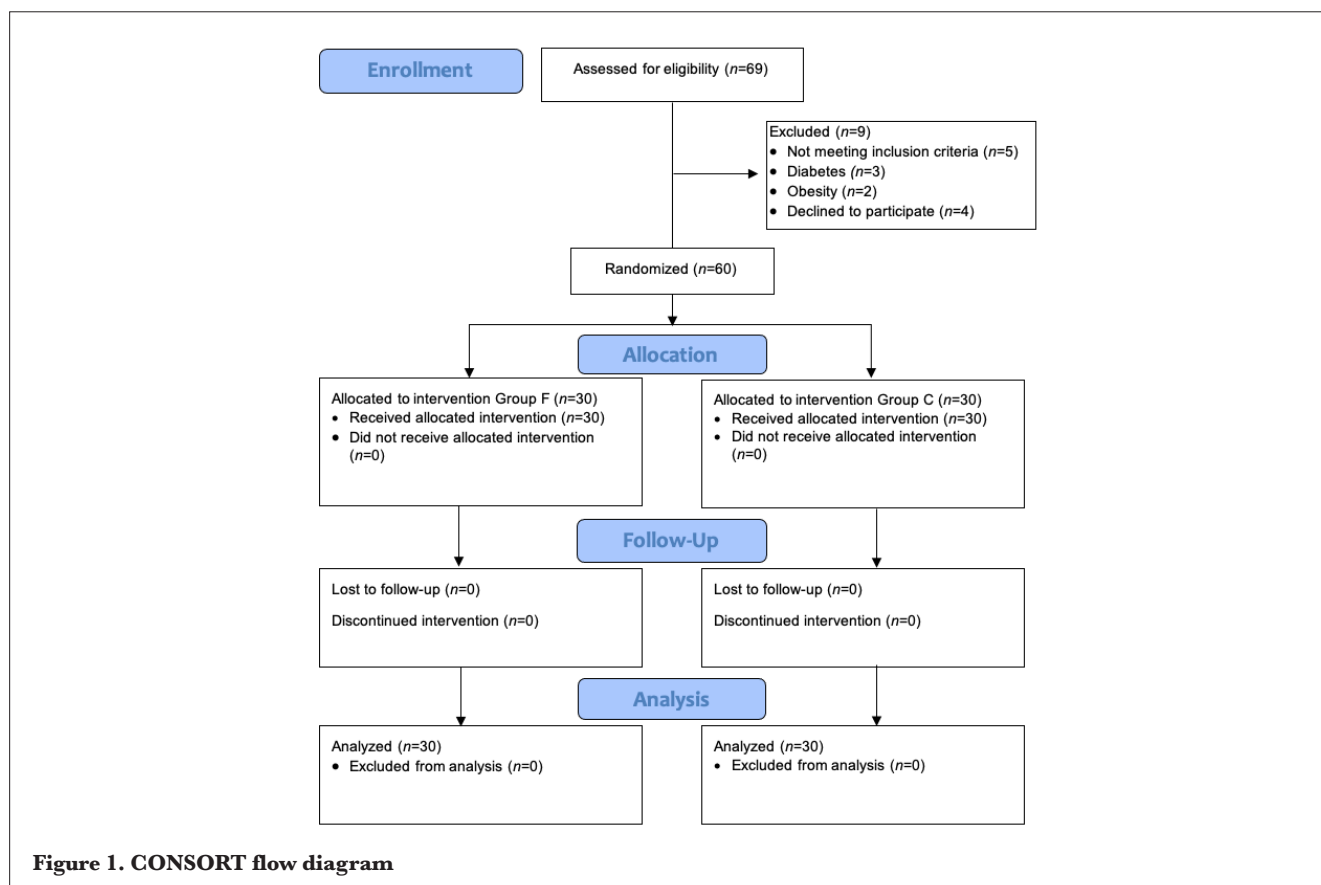 Enrollment
Assessed for eligibility (n=69)
Excluded (n=9)
• Not meeting inclusion criteria (n=5)
• Diabetes (n=3)
• Obesity (n=2)
• Declined to participate (n=4)
Randomized (n=60)
Allocation
Allocated to intervention Group F (n=30)
• Received allocated intervention (n=30)
• Did not receive allocated intervention
(n=0)
Allocated to intervention Group C (n=30)
• Received allocated intervention (n=30)
• Did not receive allocated intervention
(n=0)
Follow-Up
Lost to follow-up (n=0)
Discontinued intervention (n=0)
Lost to follow-up (n=0)
Discontinued intervention (n=0)
Analysis
Analyzed (n=30)
• Excluded from analysis (n=0)
Analyzed (n=30)
• Excluded from analysis (n=0)
Figure 1. CONSORT flow diagram